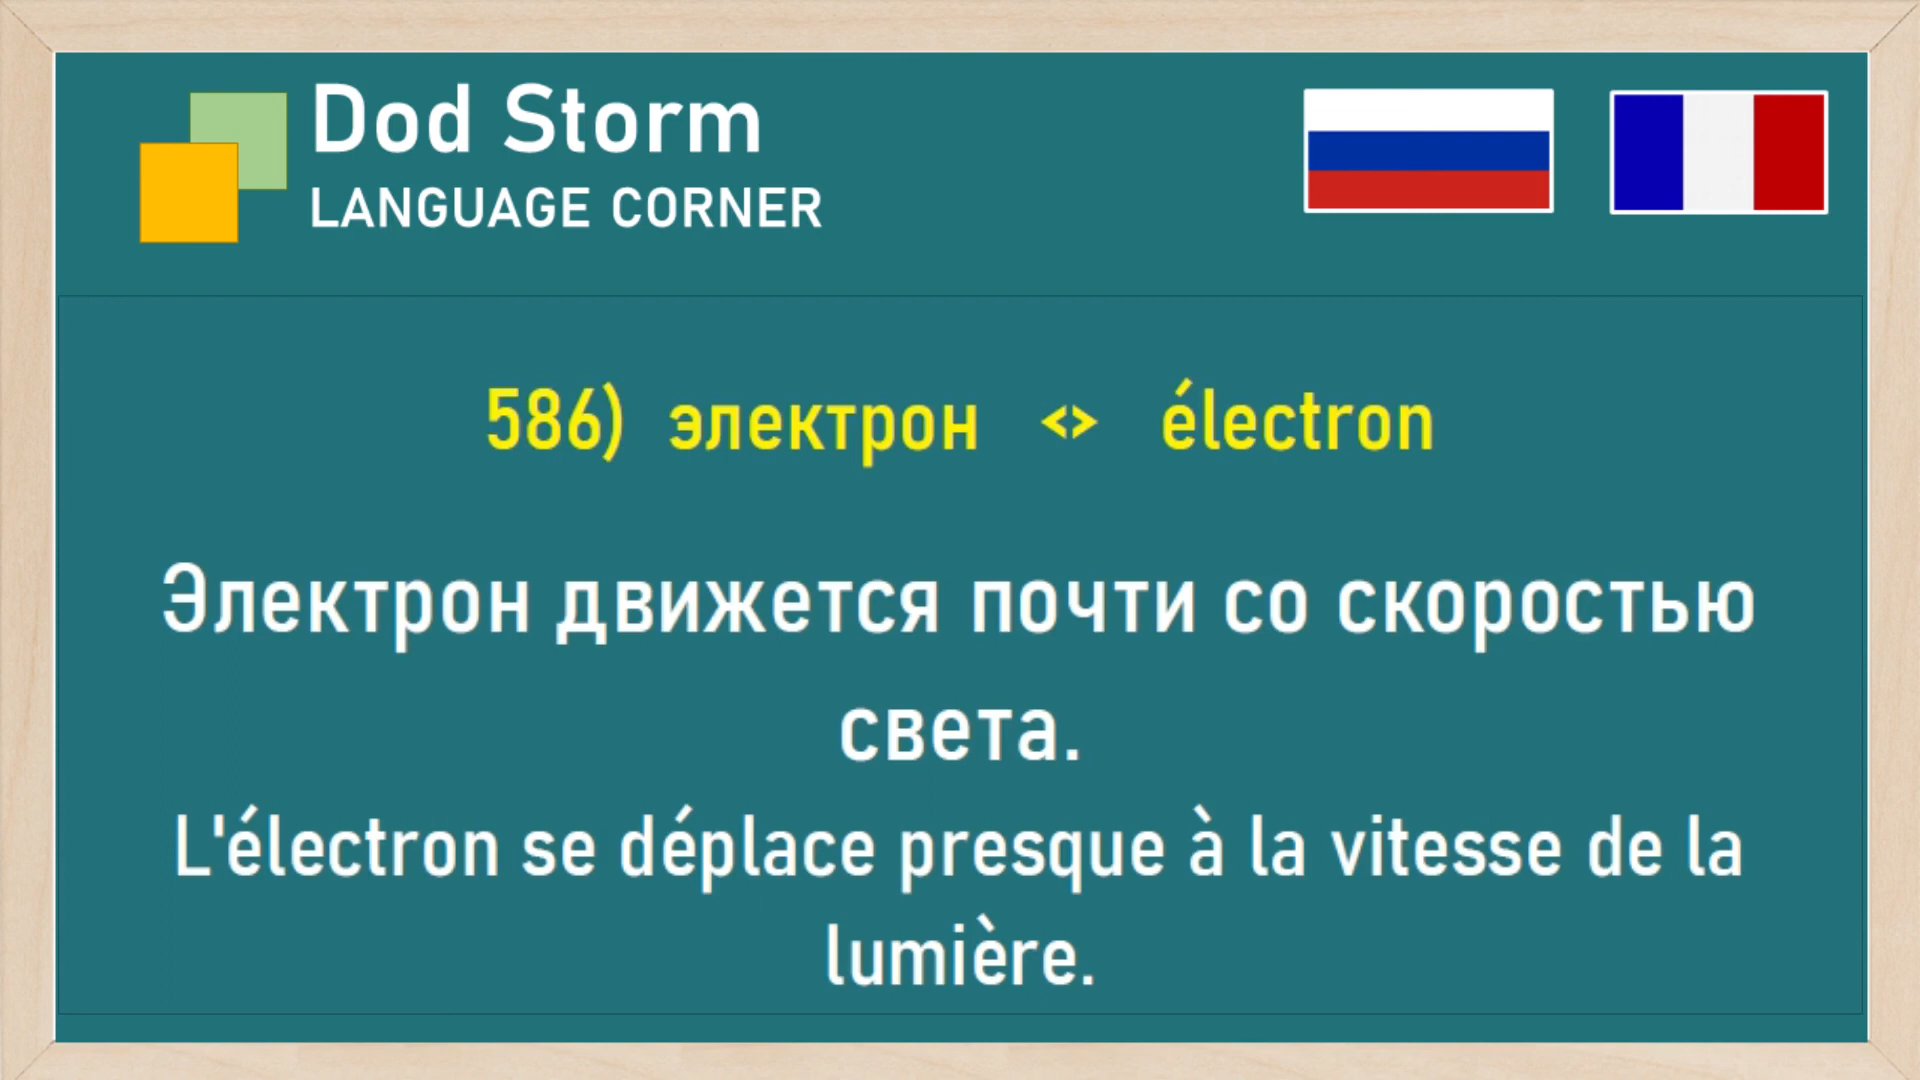 Dod Storm
LANGUAGE CORNER
586) электрон <> électron
Электрон движется почти со скоростью
света.
L'électron se déplace presque à la vitesse de la
lumière.